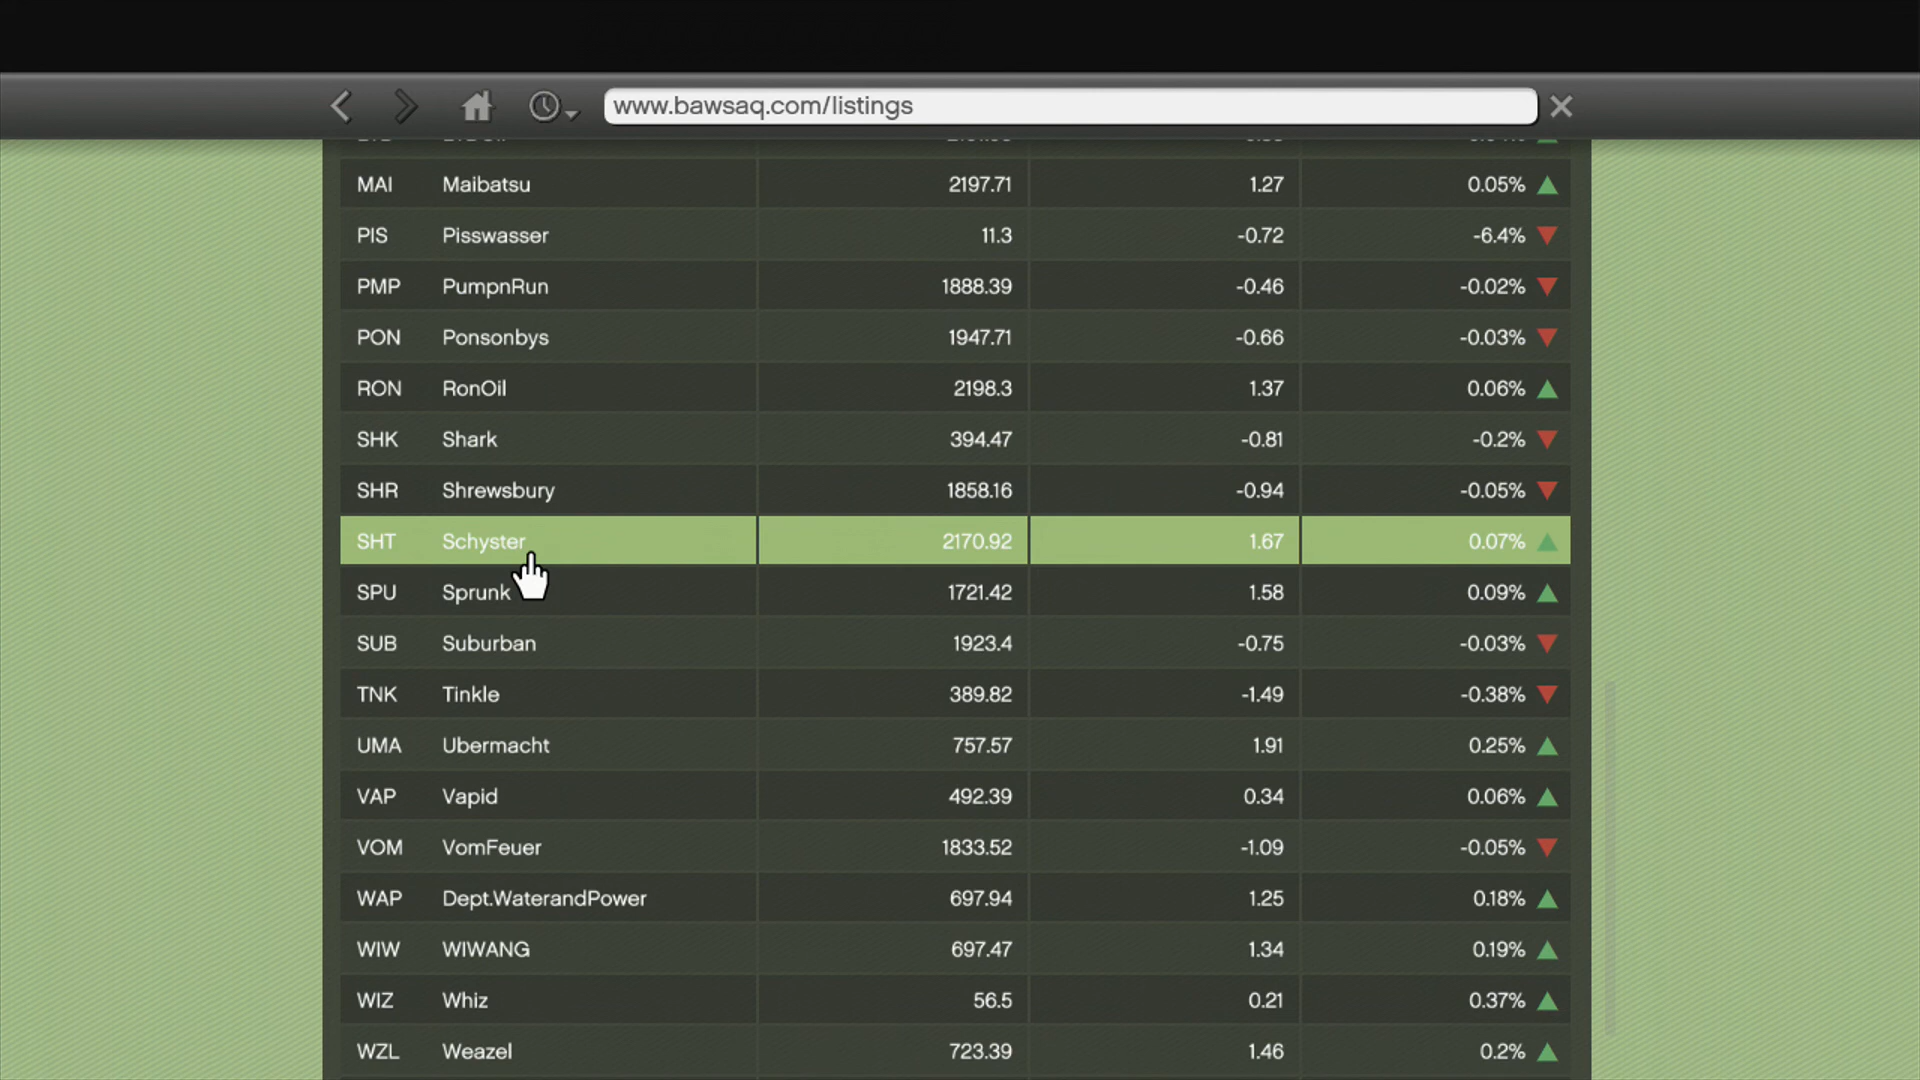 www.bawsaq.com/listings
MAI Maibatsu 2197.71 1.27 0.05%
PIS Pisswasser 11.3 -0.72 -6.4%
PMP PumpnRun 1888.39 -0.46 -0.02%
PON Ponsonbys 1947.71 -0.66 -0.03%
RON RonOil 2198.3 1.37 0.06%
SHK Shark 394.47 -0.81 -0.2%
SHR Shrewsbury 1858.16 -0.94 -0.05%
SHT Schyster 2170.92 1.67 0.07%
SPU Sprunk 1721.42 1.58 0.09%
SUB Suburban 1923.4 -0.75 -0.03%
TNK Tinkle 389.82 -1.49 -0.38%
UMA Ubermacht 757.57 1.91 0.25%
VAP Vapid 492.39 0.34 0.06%
VOM VomFeuer 1833.52 -1.09 -0.05%
WAP Dept.WaterandPower 697.94 1.25 0.18%
WIW WIWANG 697.47 1.34 0.19%
WIZ Whiz 56.5 0.21 0.37%
WZL Weazel 723.39 1.46 0.2%